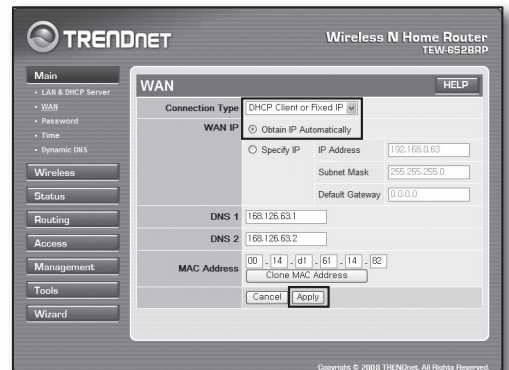 TRENDNET
Wireless N Home Router
TEW-652BRP
Main
• LAN & DHCP Server
• WAN
• Password
• Time
• Dynamic DNS
Wireless
Status
Routing
Access
Management
Tools
Wizard
WAN
HELP
Connection Type DHCP Client or Fixed IP
WAN IP Obtain IP Automatically
Specify IP IP Address 192.168.0.63
Subnet Mask 255.255.255.0
Default Gateway 0.0.0.0
DNS 1 168.126.63.1
DNS 2 168.126.63.2
MAC Address 00 - 14 - d1 - 61 - 14 - 82
Clone MAC Address
Cancel Apply
Copyright © 2008 TRENDnet. All Rights Reserved.